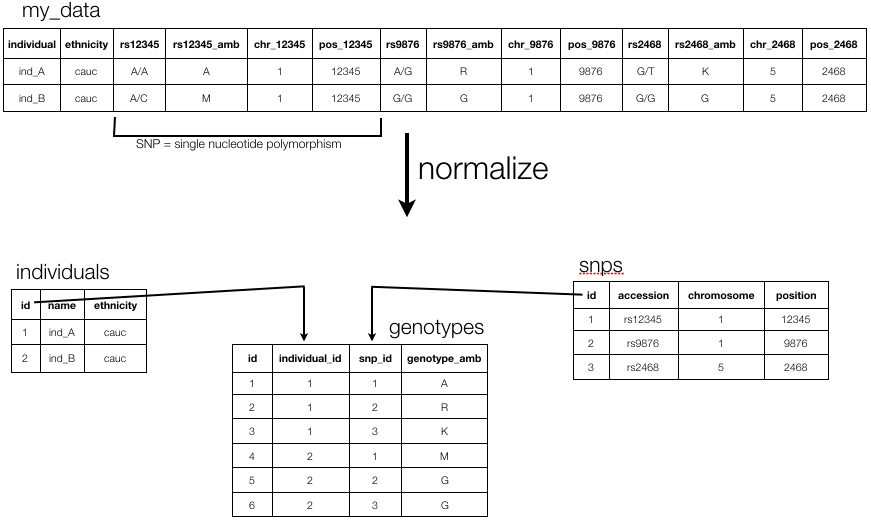 my_data
individual ethnicity rs12345 rs12345_amb chr_12345 pos_12345 rs9876 rs9876_amb chr_9876 pos_9876 rs2468 rs2468_amb chr_2468 pos_2468
ind_A cauc A/A A 1 12345 A/G R 1 9876 G/T K 5 2468
ind_B cauc A/C M 1 12345 G/G G 1 9876 G/G G 5 2468
SNP = single nucleotide polymorphism
normalize
individuals
id name ethnicity
1 ind_A cauc
2 ind_B cauc
genotypes
id individual_id snp_id genotype_amb
1 1 1 A
2 1 2 R
3 1 3 K
4 2 1 M
5 2 2 G
6 2 3 G
snps
id accession chromosome position
1 rs12345 1 12345
2 rs9876 1 9876
3 rs2468 5 2468